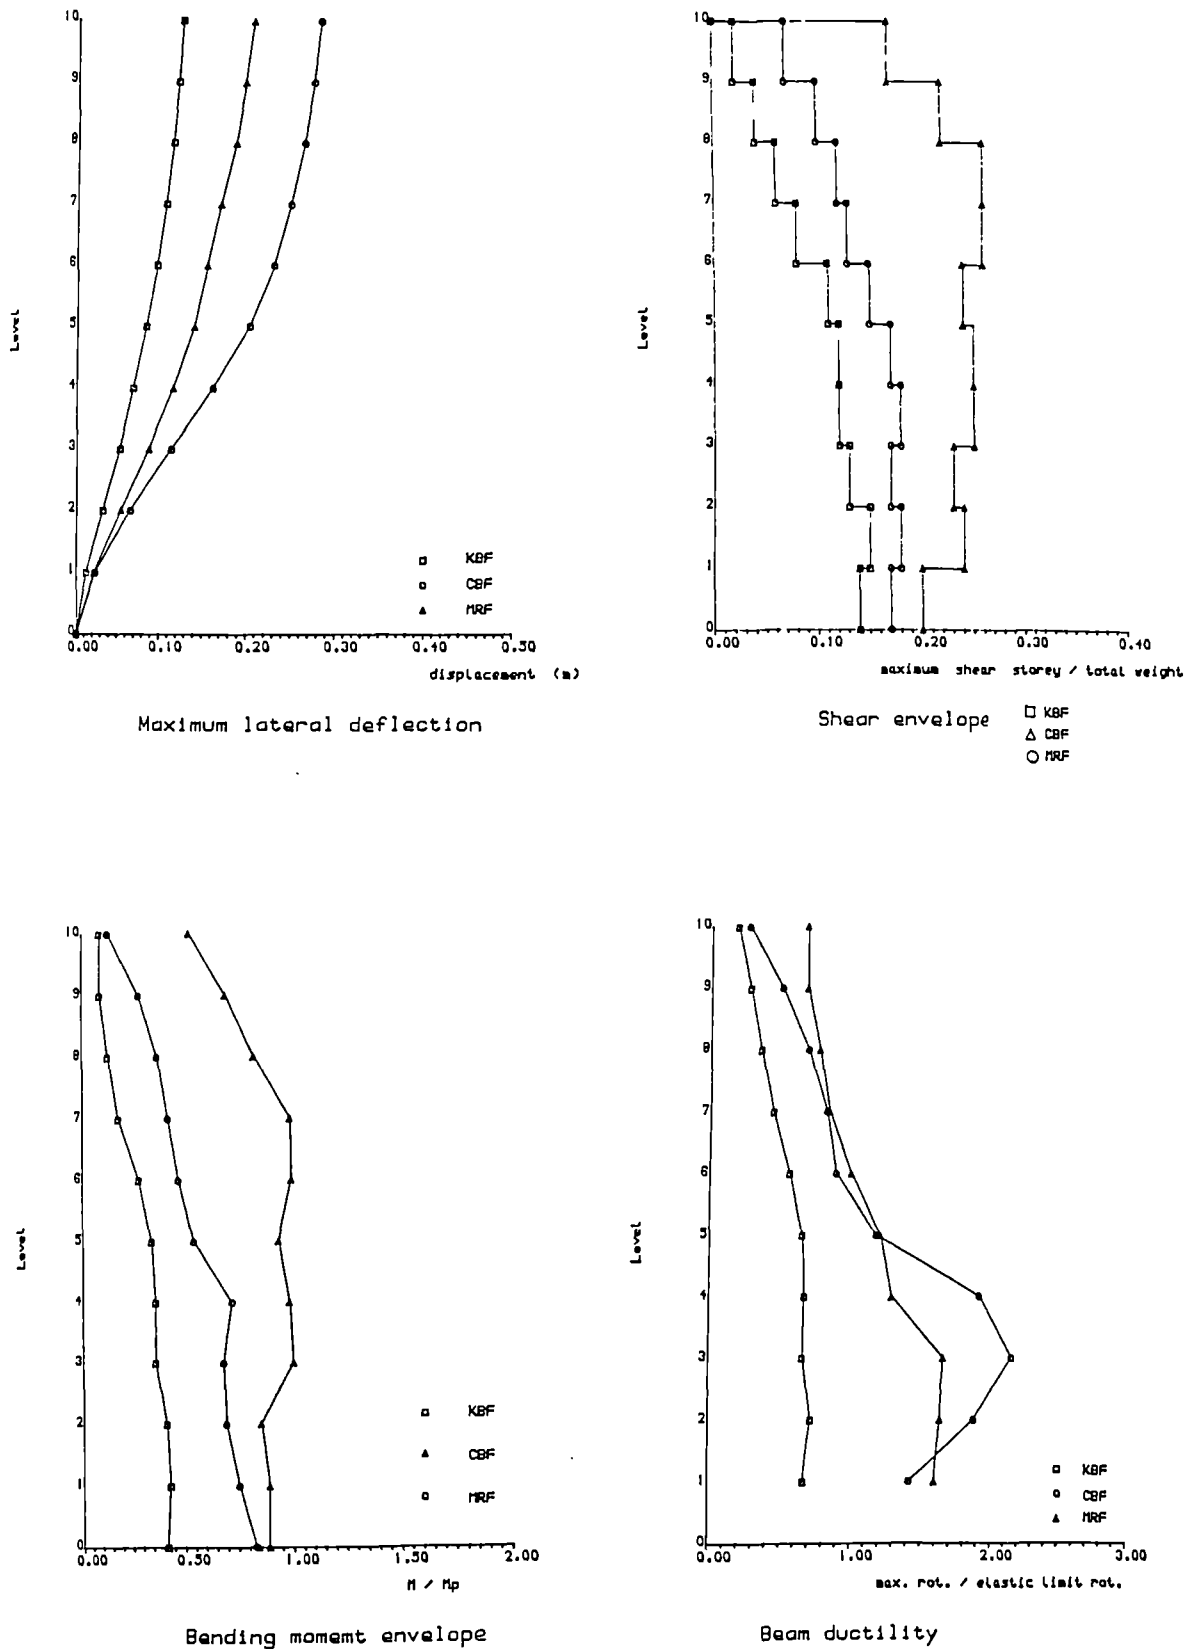 10
9
8
7
6
5
4
3
2
1
0
Level
0.00 0.10 0.20 0.30 0.40 0.50
displacement (m)
KBF
CBF
MRF
Maximum lateral deflection
10
9
8
7
6
5
4
3
2
1
0
Level
0.00 0.10 0.20 0.30 0.40
maximum shear storey / total weight
Shear envelope
KBF
CBF
MRF
10
9
8
7
6
5
4
3
2
1
0
Level
0.00 0.50 1.00 1.50 2.00
M / Mp
KBF
CBF
MRF
Bending momemt envelope
10
9
8
7
6
5
4
3
2
1
0
Level
0.00 1.00 2.00 3.00
max. rot. / elastic limit rot.
KBF
CBF
MRF
Beam ductility